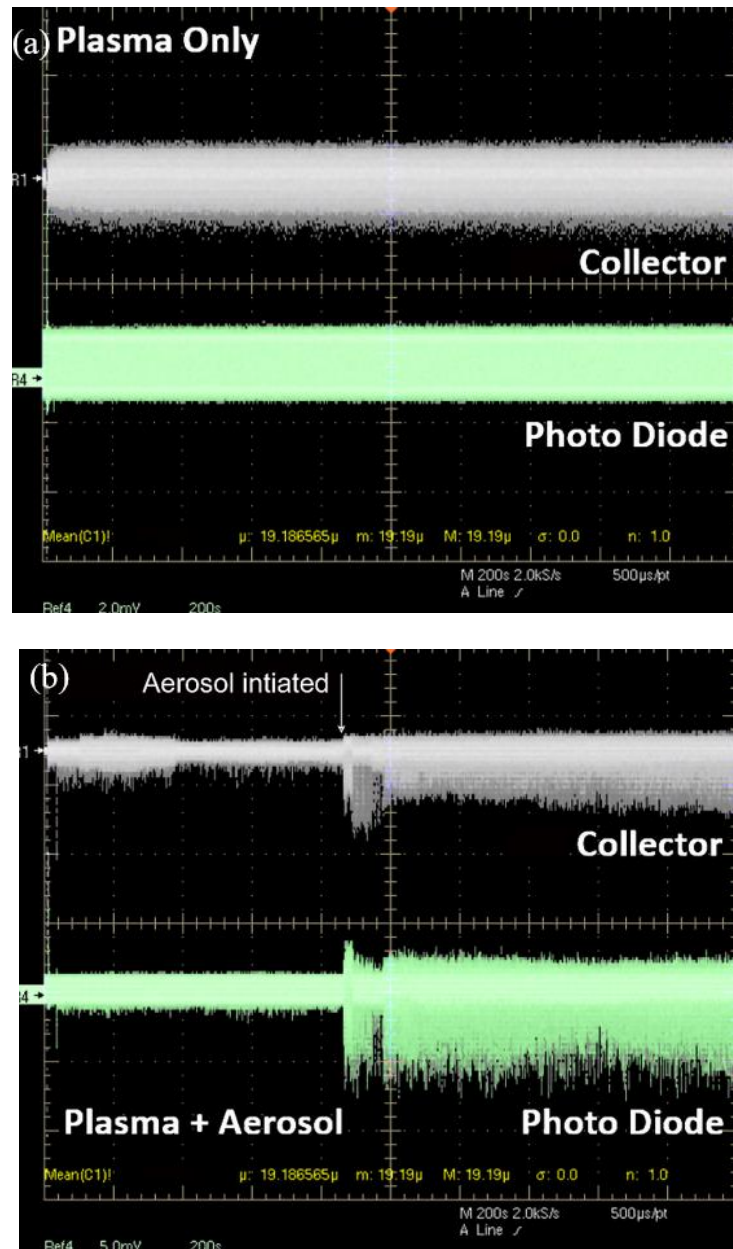 (a) Plasma Only
R1
Collector
R4
Photo Diode
Mean(C1)! µ: 19.186565µ m: 19.19µ M: 19.19µ σ: 0.0 n: 1.0
M 200s 2.0kS/s 500µs/pt
A Line
Ref4 2.0mV 200s
(b) Aerosol intiated
Collector
Plasma + Aerosol Photo Diode
Mean(C1)! µ: 19.186565µ m: 19.19µ M: 19.19µ σ: 0.0 n: 1.0
M 200s 2.0kS/s 500µs/pt
A Line
Ref4 5.0mV 200s